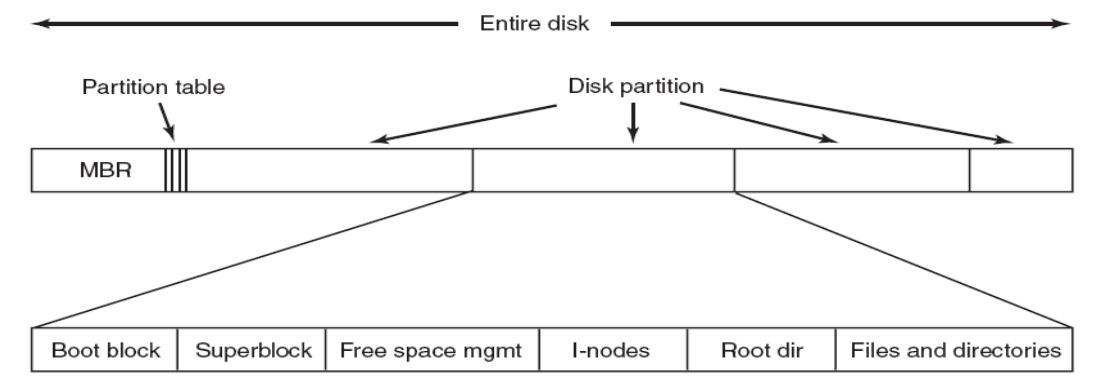 Entire disk
Partition table
Disk partition
MBR
Boot block
Superblock
Free space mgmt
I-nodes
Root dir
Files and directories